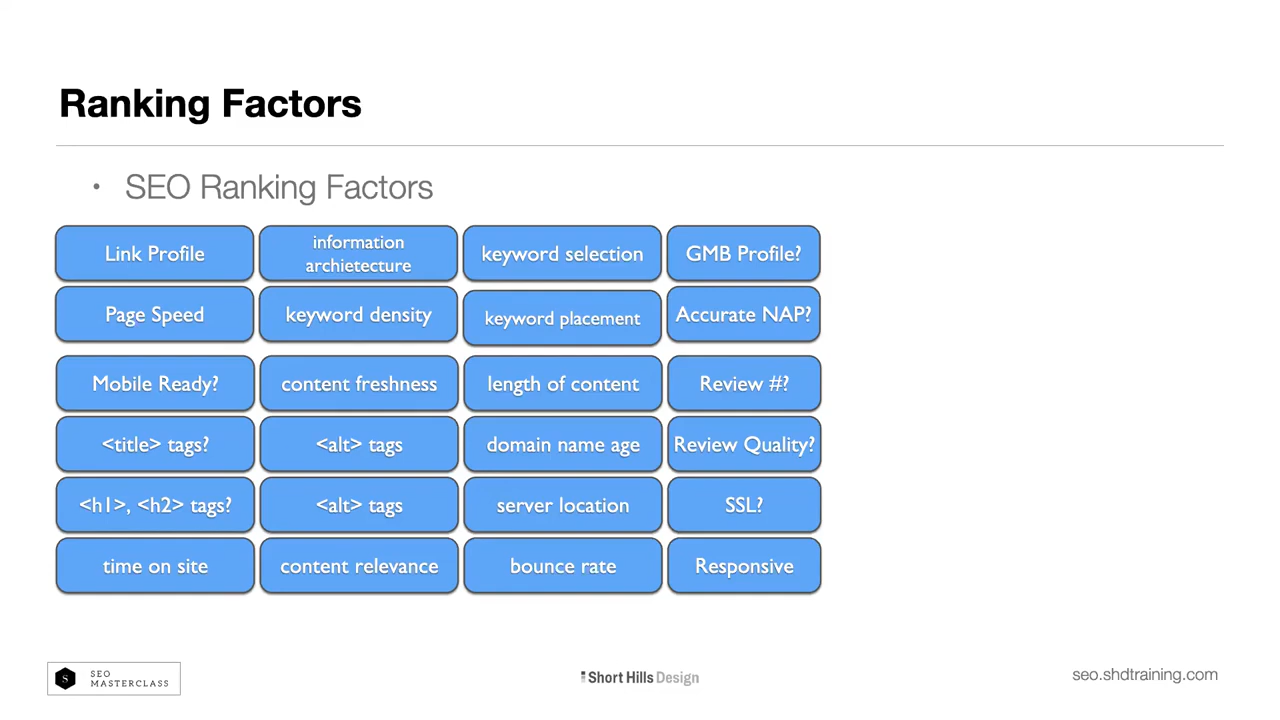 Ranking Factors
• SEO Ranking Factors
Link Profile
information
archietecture
keyword selection
GMB Profile?
Page Speed
keyword density
keyword placement
Accurate NAP?
Mobile Ready?
content freshness
length of content
Review #?
<title> tags?
<alt> tags
domain name age
Review Quality?
<h1>, <h2> tags?
<alt> tags
server location
SSL?
time on site
content relevance
bounce rate
Responsive
S
SEO
MASTERCLASS
Short Hills Design
seo.shdtraining.com